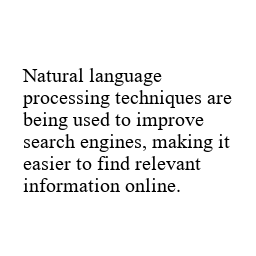 Natural language
processing techniques are
being used to improve
search engines, making it
easier to find relevant
information online.